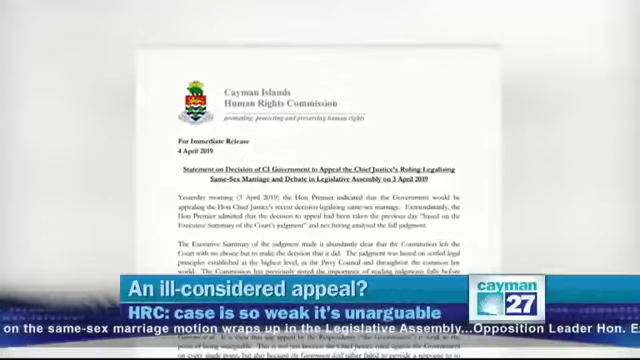 Cayman Islands
Human Rights Commission
promoting, protecting and preserving human rights
For Immediate Release
4 April 2019
Statement on Decision of CI Government to Appeal the Chief Justice's Ruling Legalising
Same-Sex Marriage and Debate in Legislative Assembly on 3 April 2019
Yesterday morning (3 April 2019) the Hon Premier indicated that the Government would be
appealing the Hon Chief Justice's recent decision legalising same-sex marriage. Extraordinarily, the
Hon Premier admitted that the decision to appeal had been taken the previous day "based on the
Executive Summary of the Court's judgment" and not having analysed the full judgment.
The Executive Summary of the judgment made it abundantly clear that the Constitution left the
Court with no choice but to make the decision that it did. The judgment was based on settled legal
principles established at the highest level, in the Privy Council and throughout the common law
world. The Commission has previously noted the importance of reading judgments fully before
An ill-considered appeal?
HRC: case is so weak it's unarguable
cayman
27
on the same-sex marriage motion wraps up in the Legislative Assembly...Opposition Leader Hon.